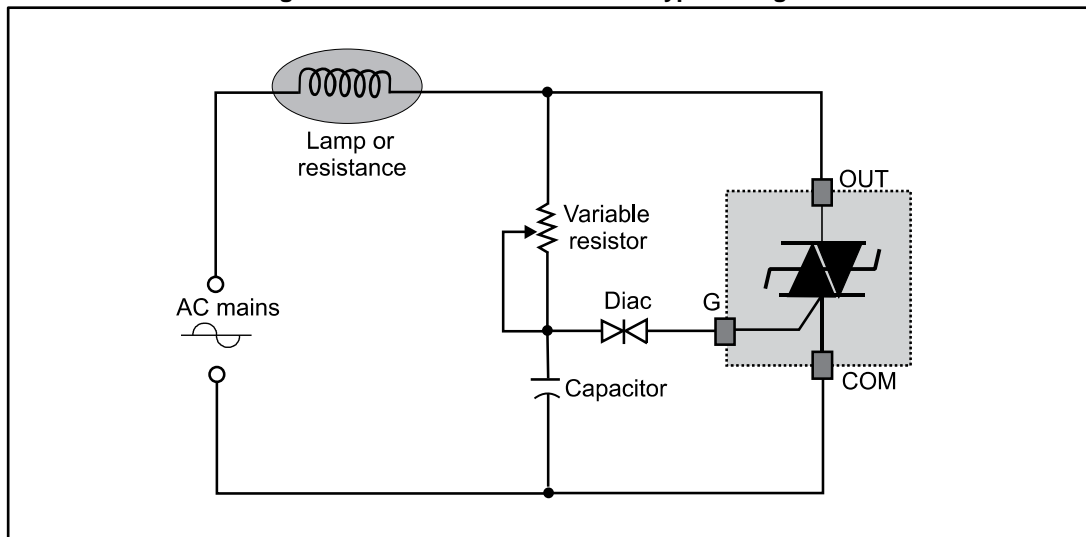 Lamp or
resistance
OUT
Variable
resistor
AC mains
Diac
G
Capacitor
COM